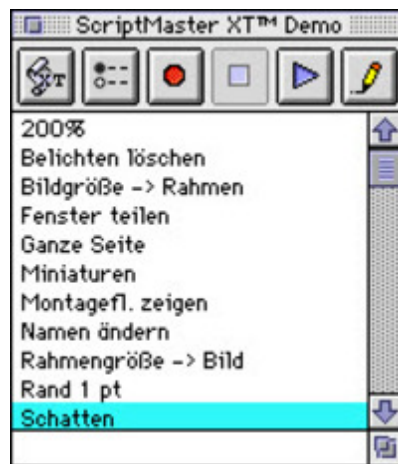 ScriptMaster XT™ Demo
XT
200%
Belichten löschen
Bildgröße -> Rahmen
Fenster teilen
Ganze Seite
Miniaturen
Montagefl. zeigen
Namen ändern
Rahmengröße -> Bild
Rand 1 pt
Schatten